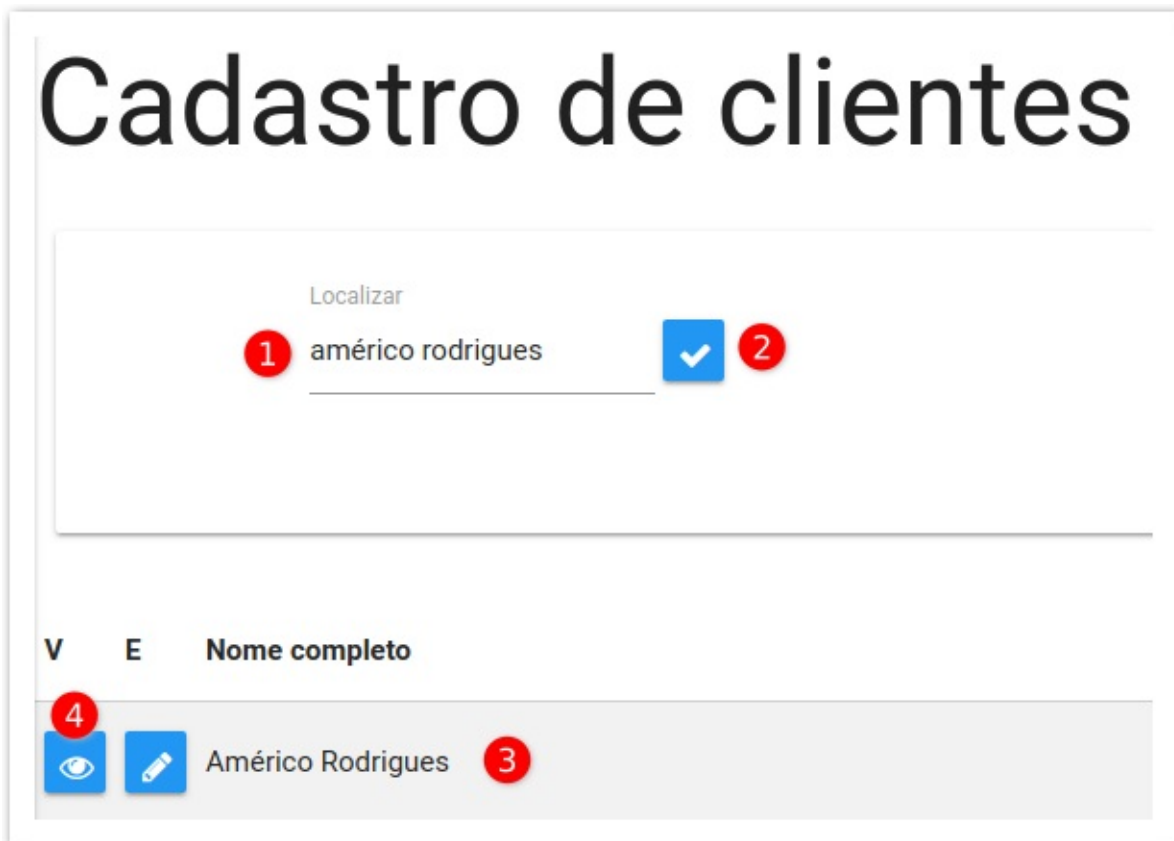 Cadastro de clientes
Localizar
1 américo rodrigues 2
V E Nome completo
4
Américo Rodrigues 3